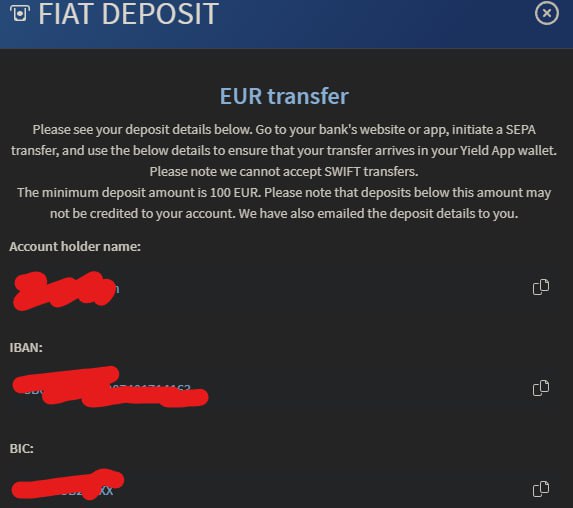 FIAT DEPOSIT
EUR transfer
Please see your deposit details below. Go to your bank's website or app, initiate a SEPA
transfer, and use the below details to ensure that your transfer arrives in your Yield App wallet.
Please note we cannot accept SWIFT transfers.
The minimum deposit amount is 100 EUR. Please note that deposits below this amount may
not be credited to your account. We have also emailed the deposit details to you.
Account holder name:
IBAN:
BIC: